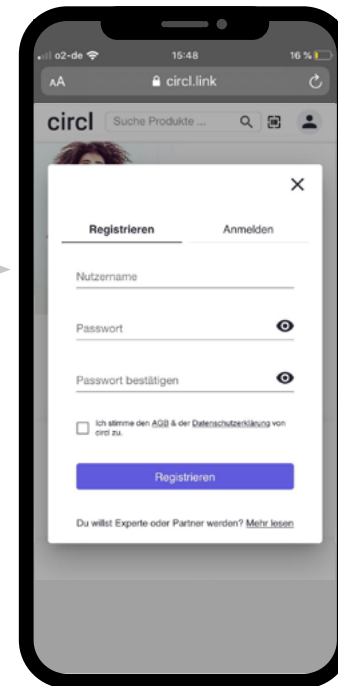 o2-de
15:48
16 %
AA
circl.link
circl
Suche Produkte ...
Registrieren
Anmelden
Nutzername
Passwort
Passwort bestätigen
Ich stimme den AGB & der Datenschutzerklärung von
circl zu.
Registrieren
Du willst Experte oder Partner werden? Mehr lesen